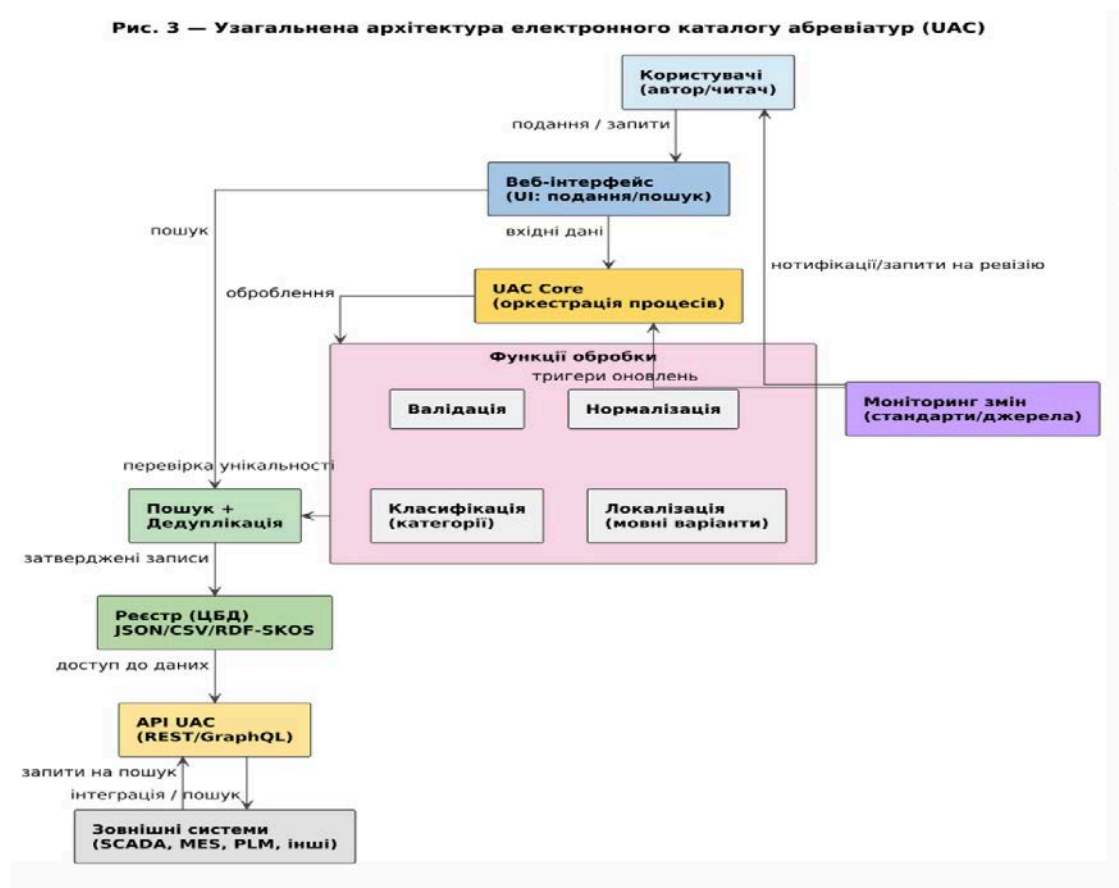 Рис. 3 — Узагальнена архітектура електронного каталогу абревіатур (UAC)
Користувачі
(автор/читач)
подання / запити
Веб-інтерфейс
(UI: подання/пошук)
пошук
вхідні дані
нотифікації/запити на ревізію
оброблення
UAC Core
(оркестрація процесів)
Функції обробки
тригери оновлень
Валідація
Нормалізація
Моніторинг змін
(стандарти/джерела)
перевірка унікальності
Пошук +
Дедуплікація
Класифікація
(категорії)
Локалізація
(мовні варіанти)
затверджені записи
Реєстр (ЦБД)
JSON/CSV/RDF-SKOS
доступ до даних
API UAC
(REST/GraphQL)
запити на пошук
інтеграція / пошук
Зовнішні системи
(SCADA, MES, PLM, інші)